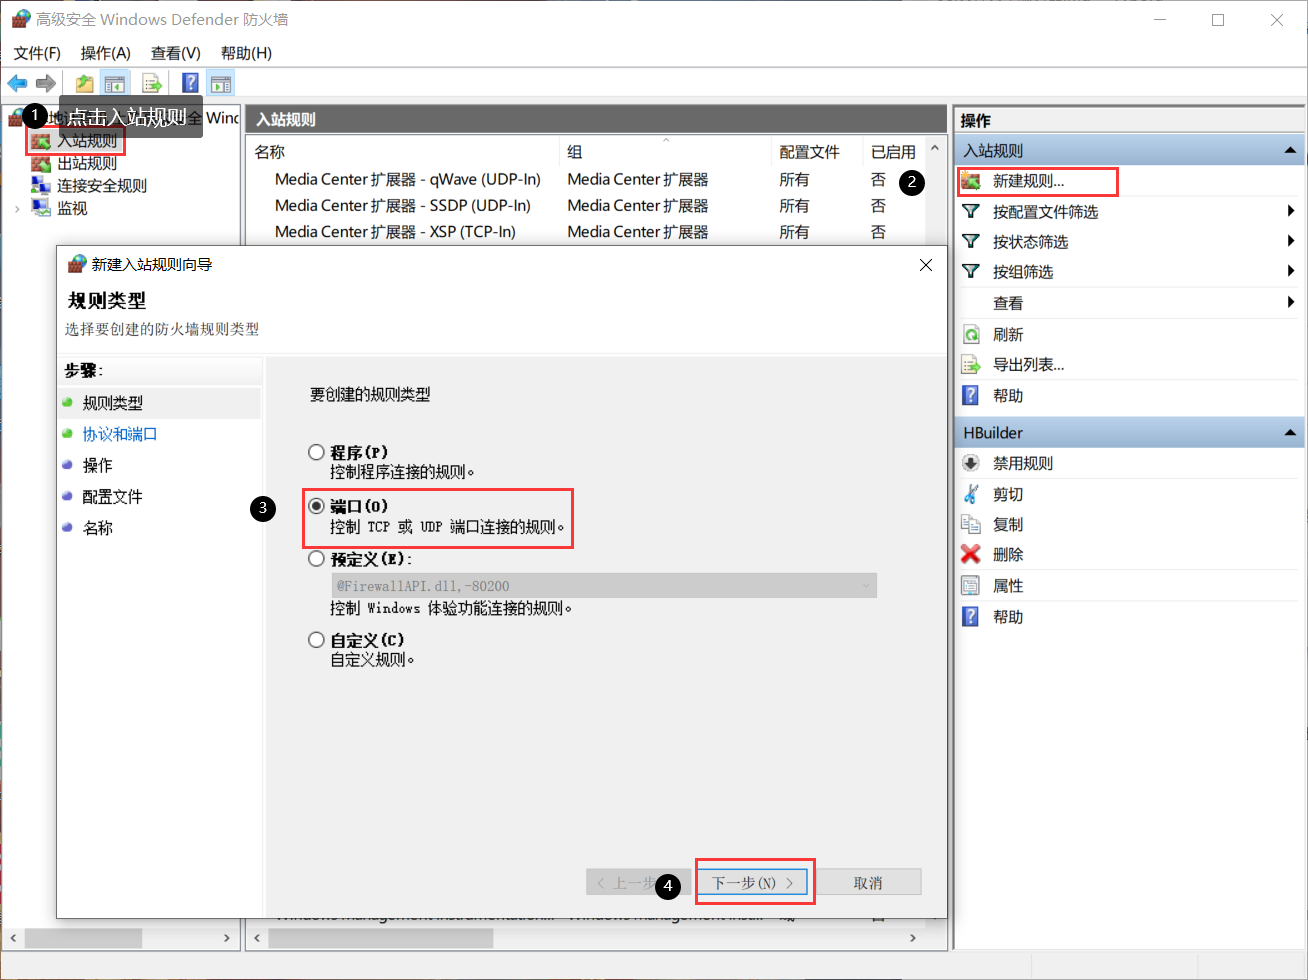 高级安全 Windows Defender 防火墙
文件(F) 操作(A) 查看(V) 帮助(H)
1 点击入站规则
全 Winc
入站规则
出站规则
连接安全规则
监视
入站规则
名称 组 配置文件 已启用
Media Center 扩展器 - qWave (UDP-In) Media Center 扩展器 所有 否
Media Center 扩展器 - SSDP (UDP-In) Media Center 扩展器 所有 否
Media Center 扩展器 - XSP (TCP-In) Media Center 扩展器 所有 否
2
操作
入站规则
新建规则...
按配置文件筛选
按状态筛选
按组筛选
查看
刷新
导出列表...
帮助
HBuilder
禁用规则
剪切
复制
删除
属性
帮助
新建入站规则向导
规则类型
选择要创建的防火墙规则类型
步骤:
规则类型
协议和端口
操作
配置文件
名称
要创建的规则类型
程序(P)
控制程序连接的规则。
3
端口(O)
控制 TCP 或 UDP 端口连接的规则。
预定义(E):
@FirewallAPI.dll,-80200
控制 Windows 体验功能连接的规则。
自定义(C)
自定义规则。
< 上一步 4 下一步(N) > 取消